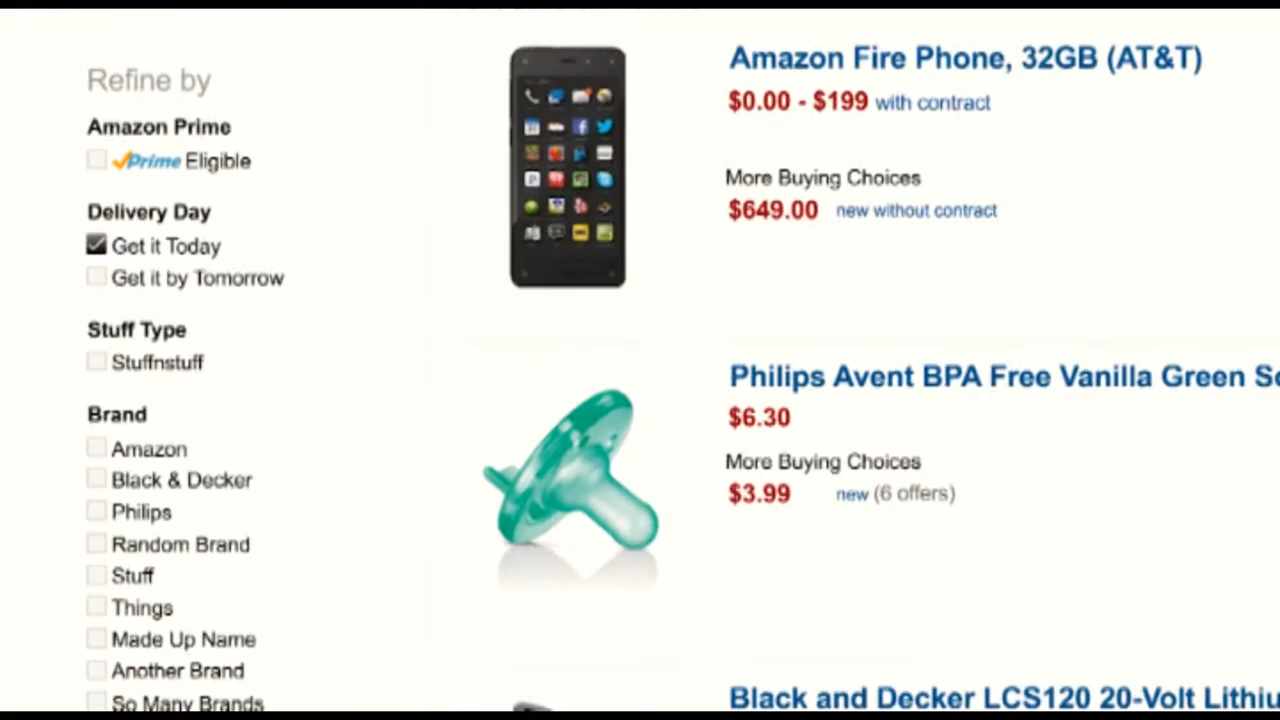 Refine by
Amazon Prime
Prime Eligible
Delivery Day
Get it Today
Get it by Tomorrow
Stuff Type
Stuffnstuff
Brand
Amazon
Black & Decker
Philips
Random Brand
Stuff
Things
Made Up Name
Another Brand
So Many Brands
Amazon Fire Phone, 32GB (AT&T)
$0.00 - $199 with contract
More Buying Choices
$649.00 new without contract
Philips Avent BPA Free Vanilla Green
$6.30
More Buying Choices
$3.99 new (6 offers)
Black and Decker LCS120 20-Volt